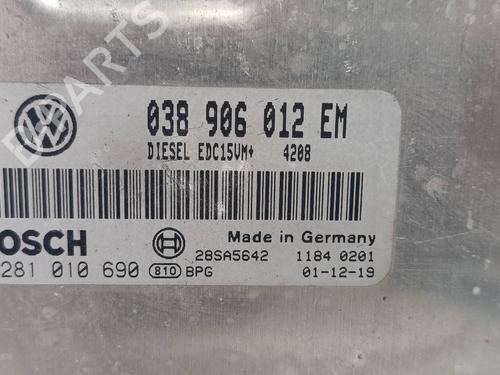 038 906 012 EM
DIESEL EDC15VM+ 4208
OSCH
Made in Germany
28SA5642 1184 0201
281 010 690 810 BPG 01-12-19